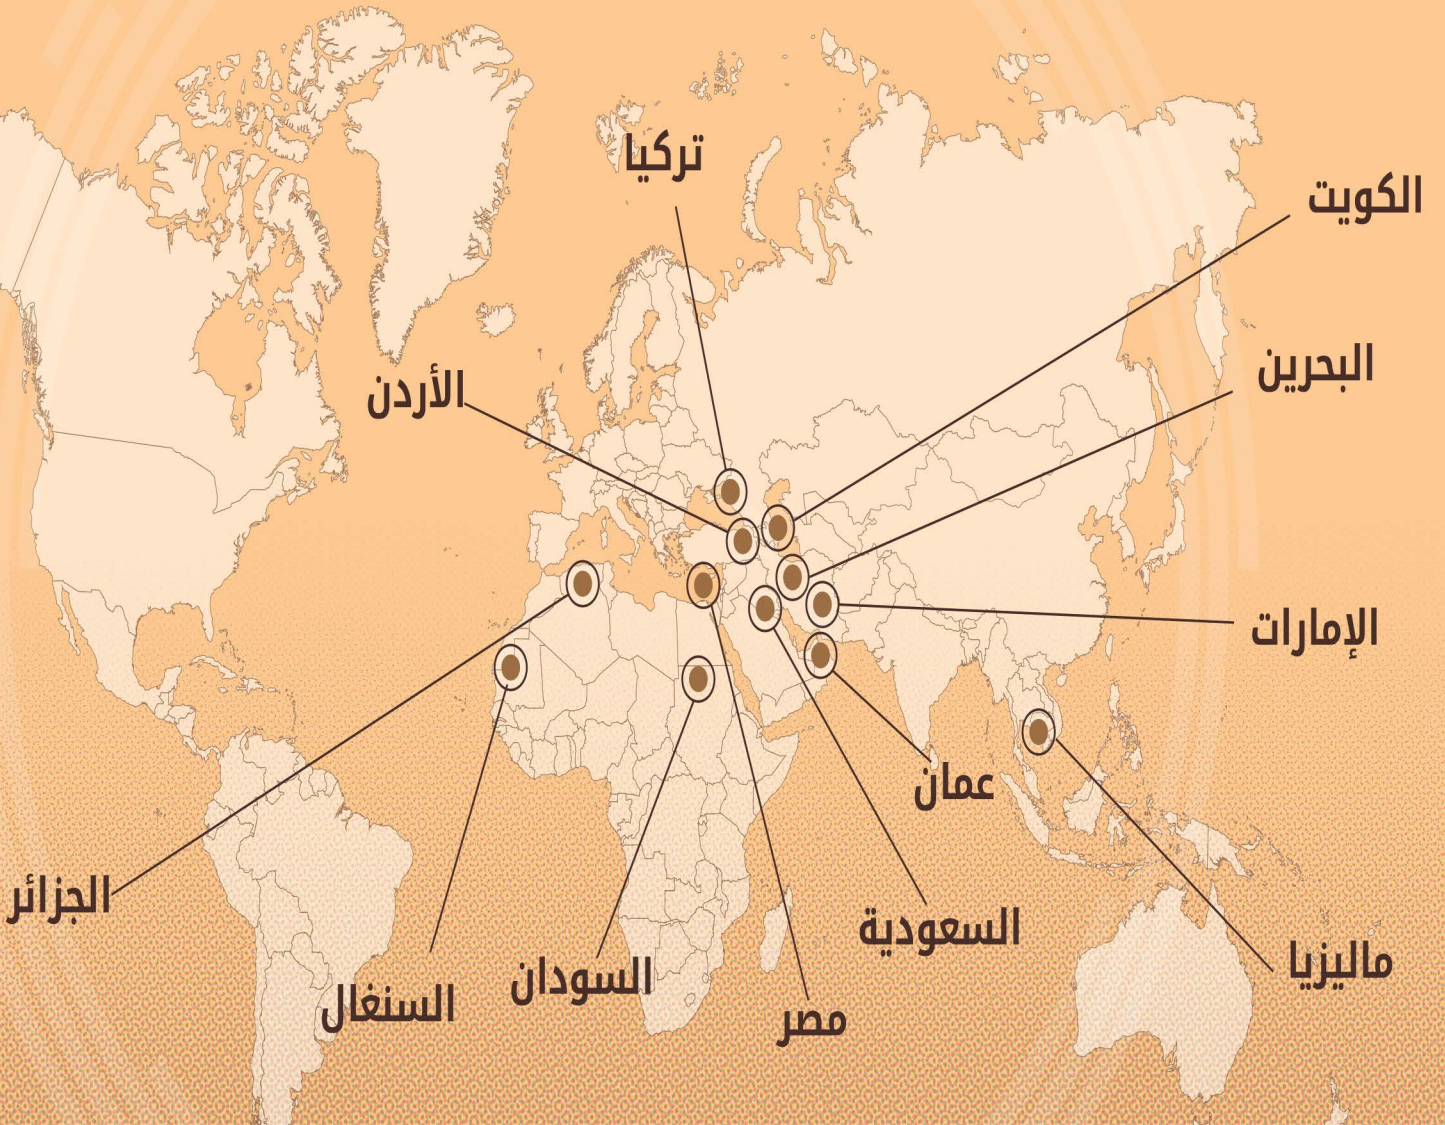 تركيا
الكويت
البحرين
الأردن
الإمارات
عمان
الجزائر
السعودية
ماليزيا
السودان
السنغال
مصر